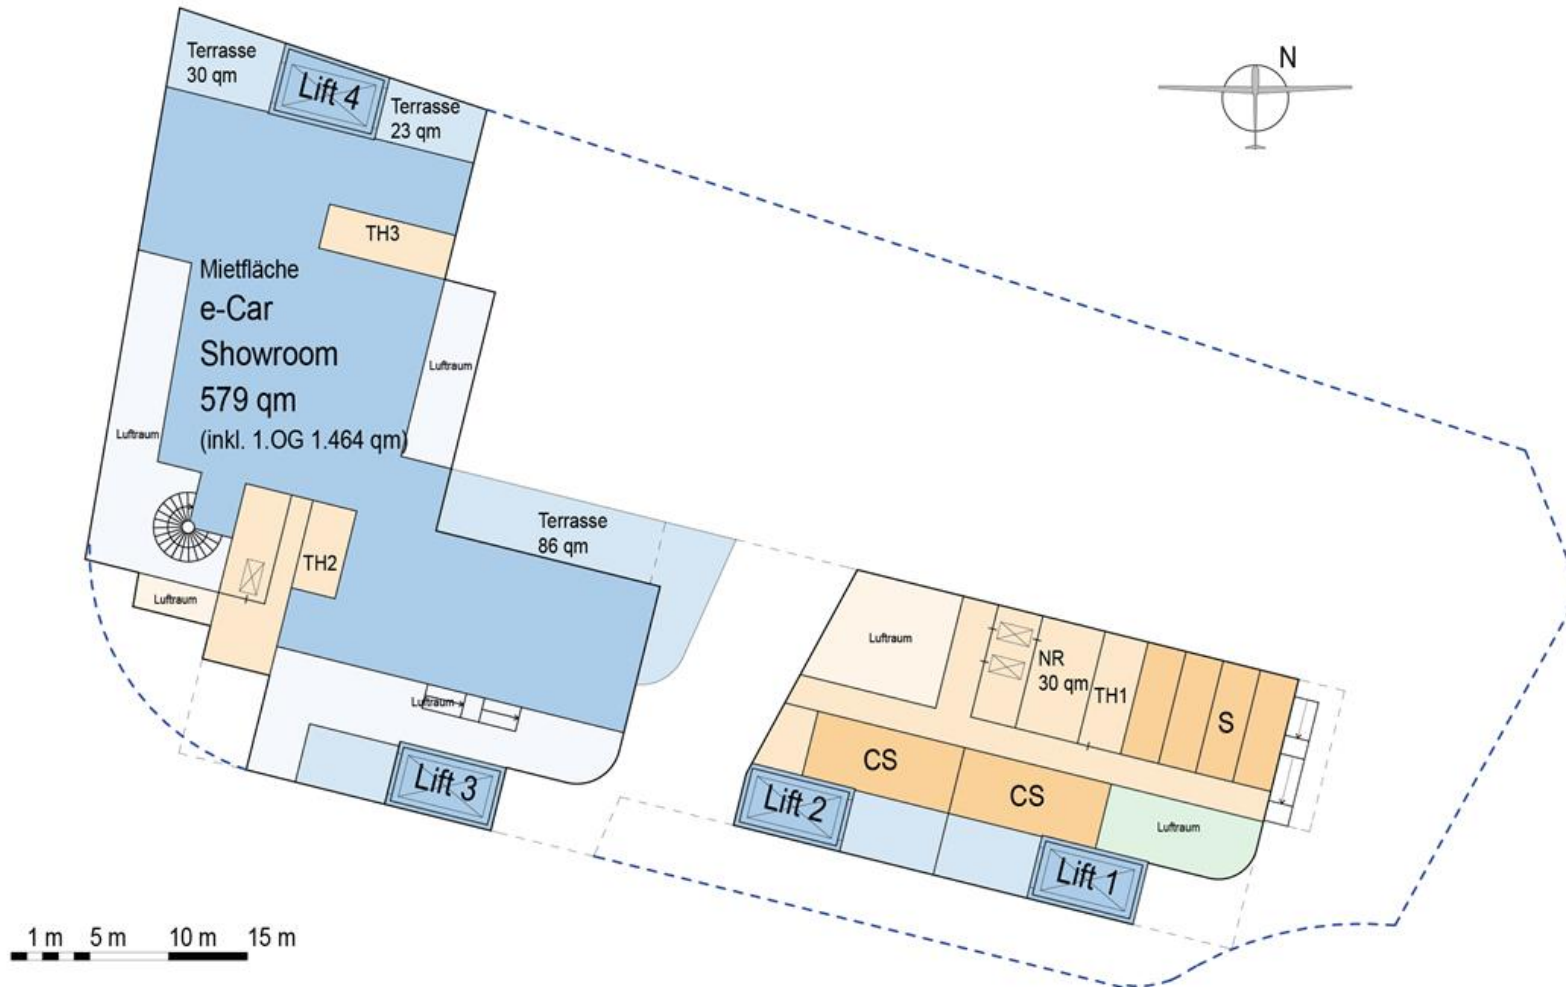 N
Terrasse
30 qm
Lift 4
Terrasse
23 qm
TH3
Mietfläche
e-Car
Showroom
579 qm
(inkl. 1.OG 1.464 qm)
Luftraum
Luftraum
Terrasse
86 qm
TH2
Luftraum
Luftraum
Lift 3
Luftraum
NR
30 qm
TH1
S
CS
CS
Lift 2
Luftraum
Lift 1
1 m 5 m 10 m 15 m